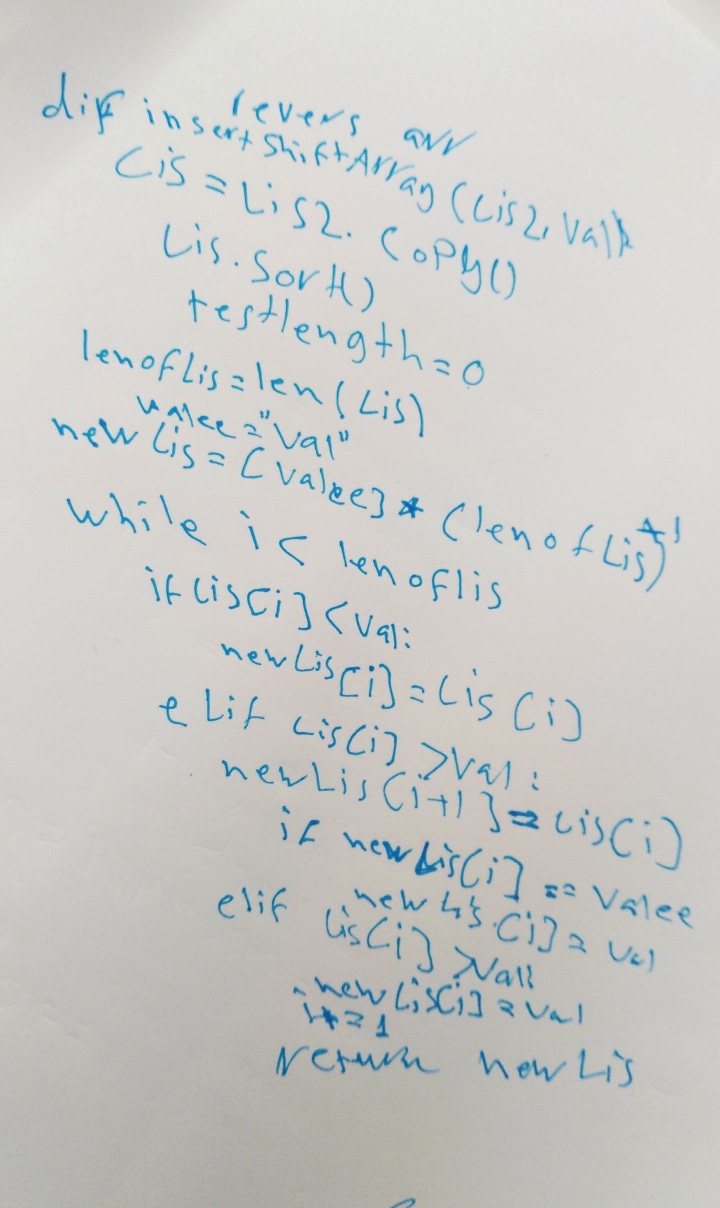 revers arr
dif insertShiftArray (Lis2, Val)
Lis = Lis2. CoPy()
Lis.Sort()
testlength=0
lenofLis=len(Lis)
valee="Val"
new Lis=[Valee] * (lenofLis)+1
while i < lenoflis
if Lis[i]<Val:
newLis[i]=Lis[i]
elif Lis[i]>Val:
newLis[i+1]=Lis[i]
if newLis[i]==Valee
newLis[i]=Val
elif Lis[i]>Val:
newLis[i]=Val
i+=1
return newLis